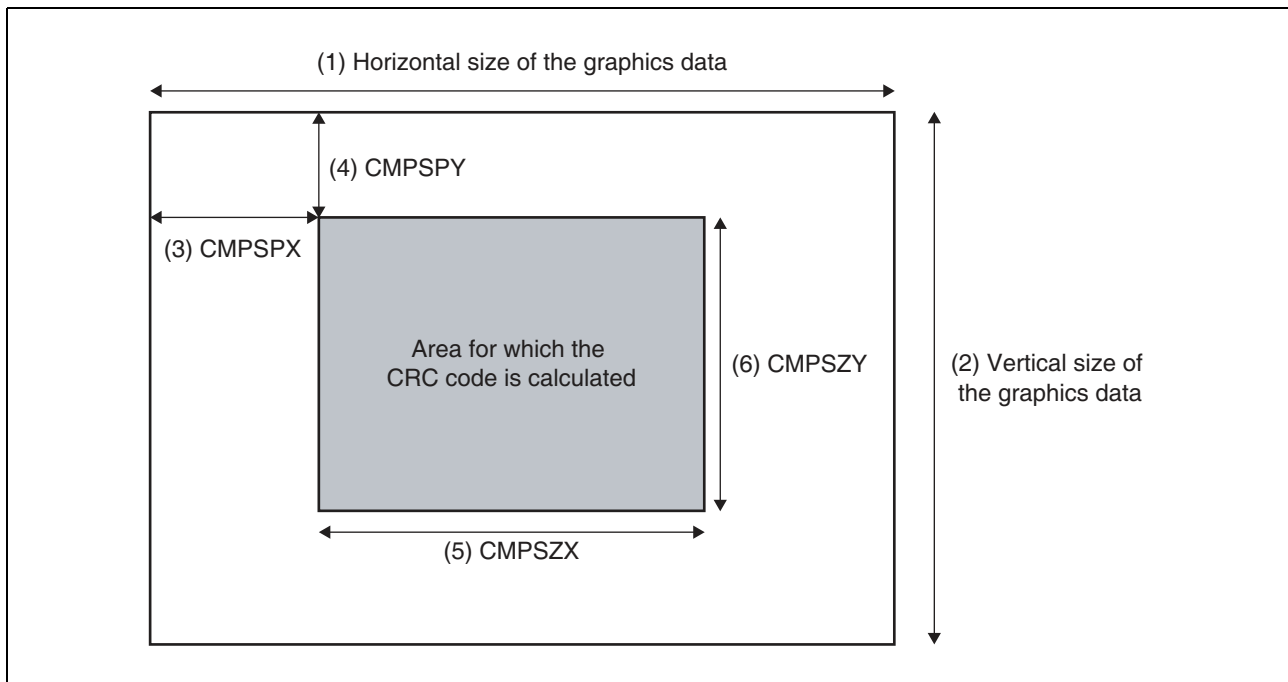 (1) Horizontal size of the graphics data
(4) CMPSPY
(3) CMPSPX
Area for which the
CRC code is calculated
(6) CMPSZY
(2) Vertical size of
the graphics data
(5) CMPSZX